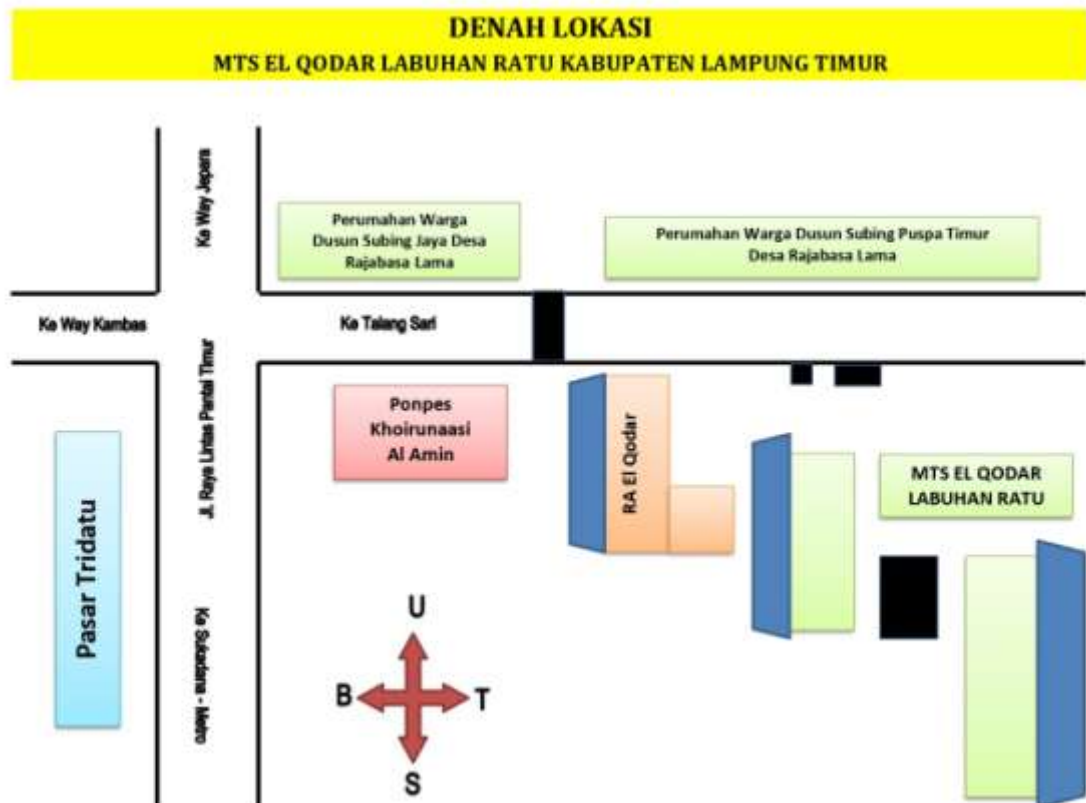 DENAH LOKASI
MTS EL QODAR LABUHAN RATU KABUPATEN LAMPUNG TIMUR
Ke Way Jepara
Perumahan Warga
Dusun Subing Jaya Desa
Rajabasa Lama
Perumahan Warga Dusun Subing Puspa Timur
Desa Rajabasa Lama
Ke Way Kambas
Ke Talang Sari
Jl. Raya Lintas Pantai Timur
Ponpes
Khoirunaasi
Al Amin
RA El Qodar
MTS EL QODAR
LABUHAN RATU
Pasar Tridatu
Ke Sukadana - Metro
U
B
T
S